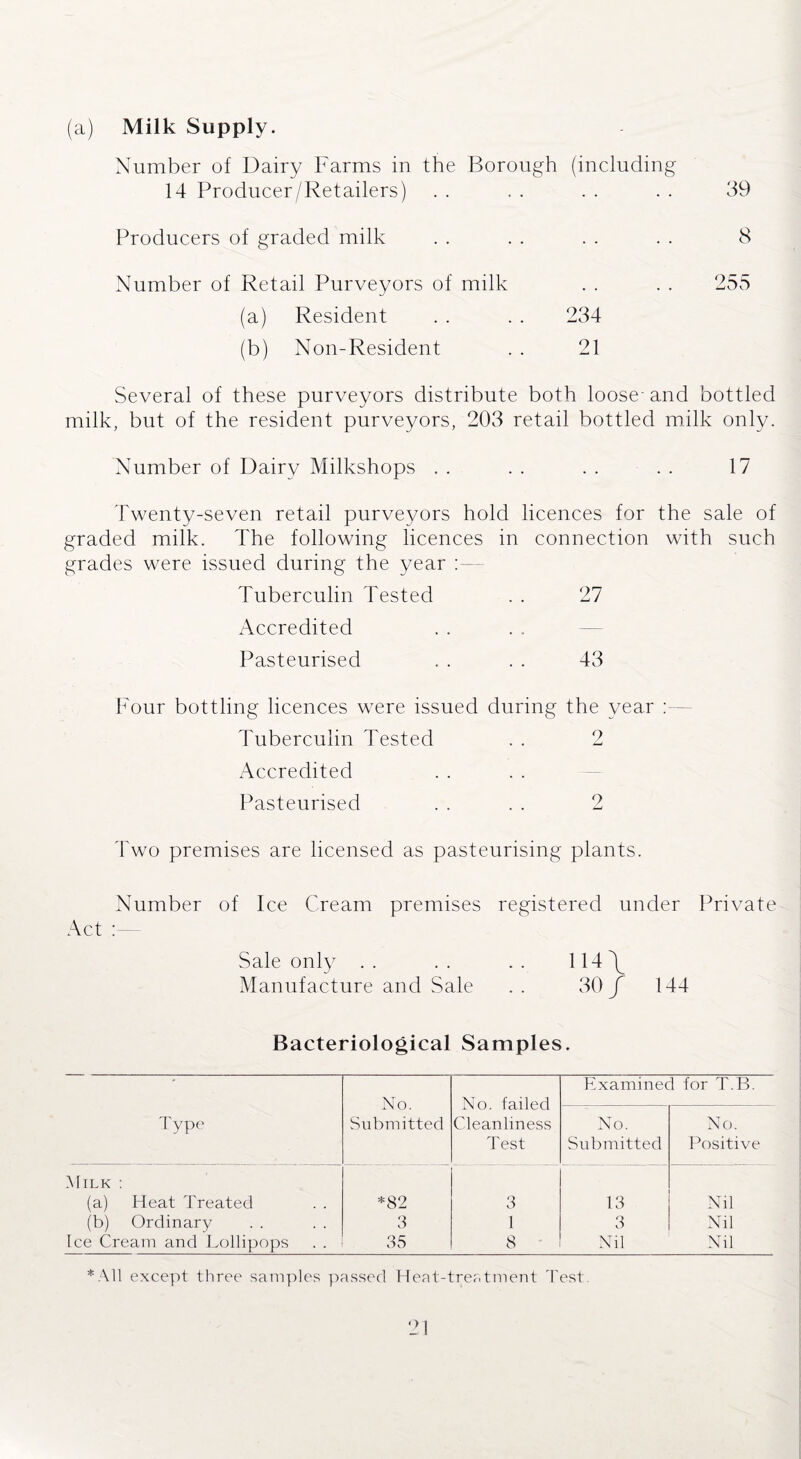 (a) Milk Supply.
Number of Dairy Farms in the Borough (including
14 Producer/Retailers) . . . . . . . . 39
Producers of graded milk . . . . . . . . 8
Number of Retail Purveyors of milk . . . . 255
(a) Resident . . . . 234
(b) Non-Resident . . 21
Several of these purveyors distribute both loose and bottled
milk, but of the resident purveyors, 203 retail bottled milk only.
Number of Dairy Milkshops . . . . . . . . 17
Twenty-seven retail purveyors hold licences for the sale of
graded milk. The following licences in connection with such
grades were issued during the year :—
Tuberculin Tested . . 27
Accredited . . . . —
Pasteurised . . . . 43
Four bottling licences were issued during the year :—
Tuberculin Tested . . 2
Accredited . . . . —
Pasteurised . . . . 2
Two premises are licensed as pasteurising plants.
Number of Ice Cream premises registered under Private
Act :—
Sale only . . . . . . 114 }
Manufacture and Sale . . 30 } 144
Bacteriological Samples.
Type | No. Submitted | No. failed Cleanliness Test | Examined for T.B. No. Submitted | No. Positive
Milk :
(a) Heat Treated . . *82 3 13 Nil
(b) Ordinary . . . . 3 1 3 Nil
Ice Cream and Lollipops . . 35 8 Nil Nil
*All except three samples passed Heat-treatment Test.
21